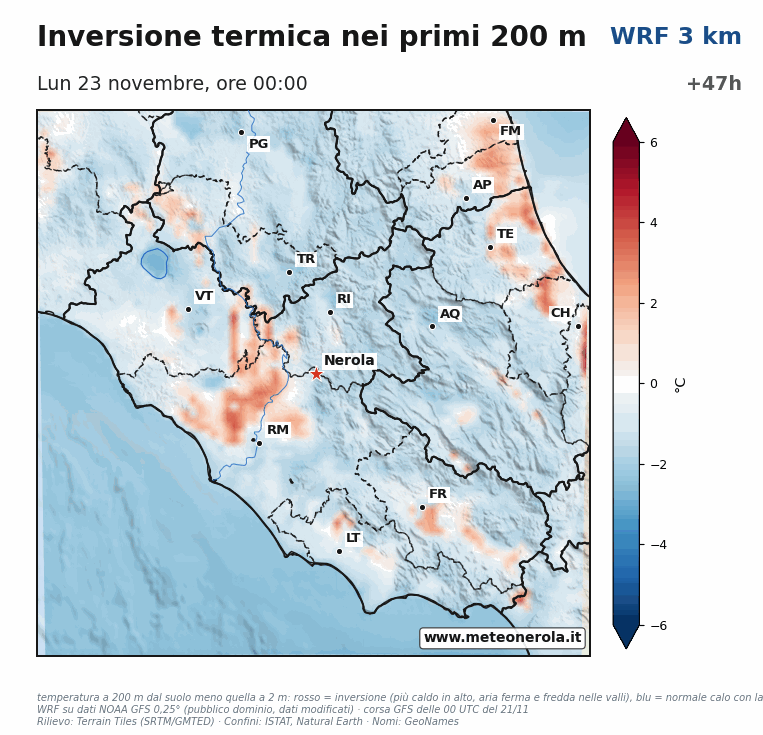 Inversione termica nei primi 200 m WRF 3 km
Lun 23 novembre, ore 00:00 +47h
FM
PG
AP
TE
TR
VT
RI
AQ
CH
Nerola
RM
FR
LT
www.meteonerola.it
6
4
2
0
−2
−4
−6
°C
temperatura a 200 m dal suolo meno quella a 2 m: rosso = inversione (più caldo in alto, aria ferma e fredda nelle valli), blu = normale calo con la
WRF su dati NOAA GFS 0,25° (pubblico dominio, dati modificati) · corsa GFS delle 00 UTC del 21/11
Rilievo: Terrain Tiles (SRTM/GMTED) · Confini: ISTAT, Natural Earth · Nomi: GeoNames